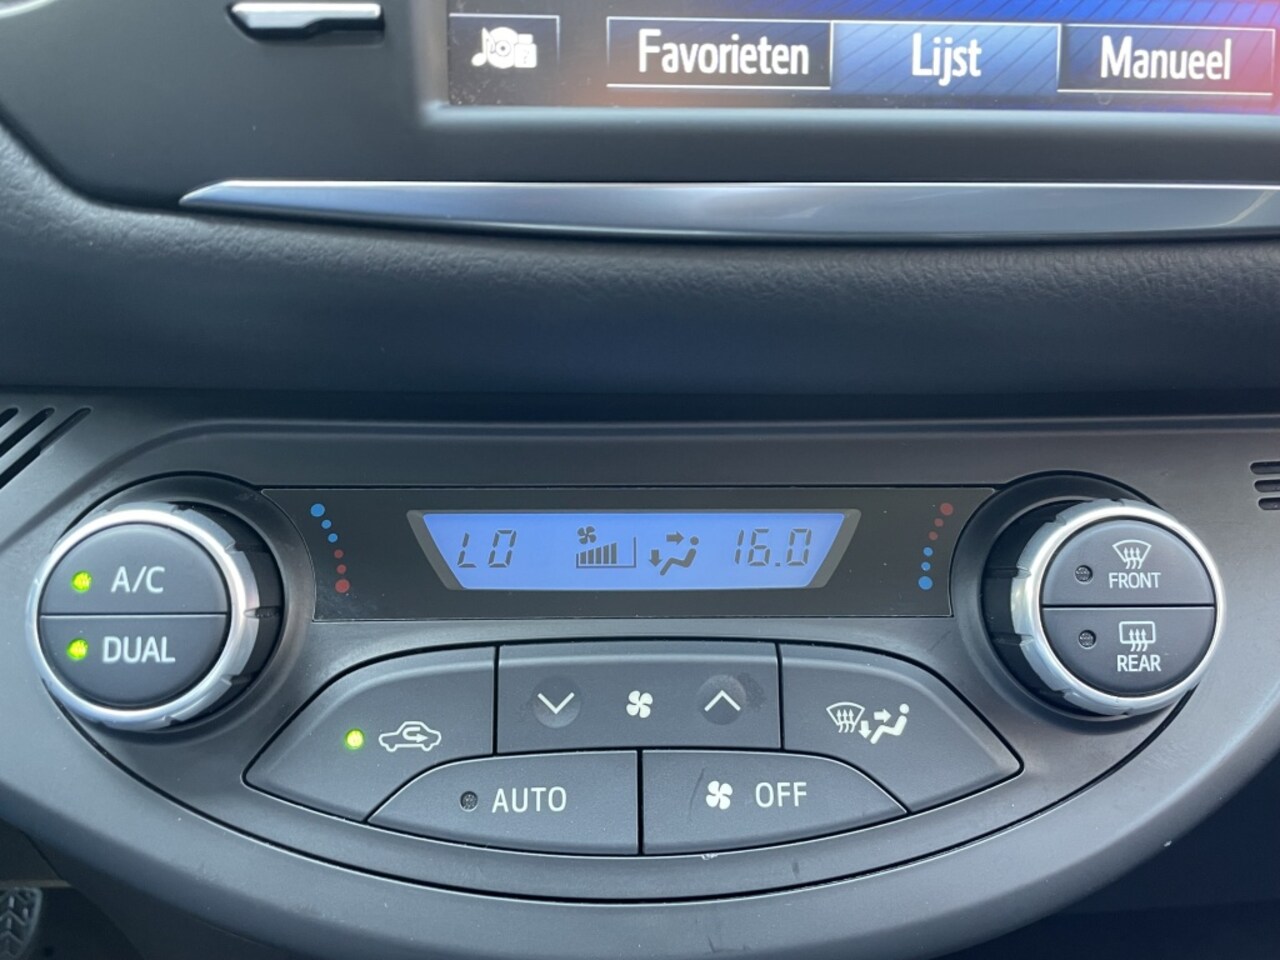 Favorieten Lijst Manueel
LO 16.0
A/C
DUAL
FRONT
REAR
AUTO
OFF